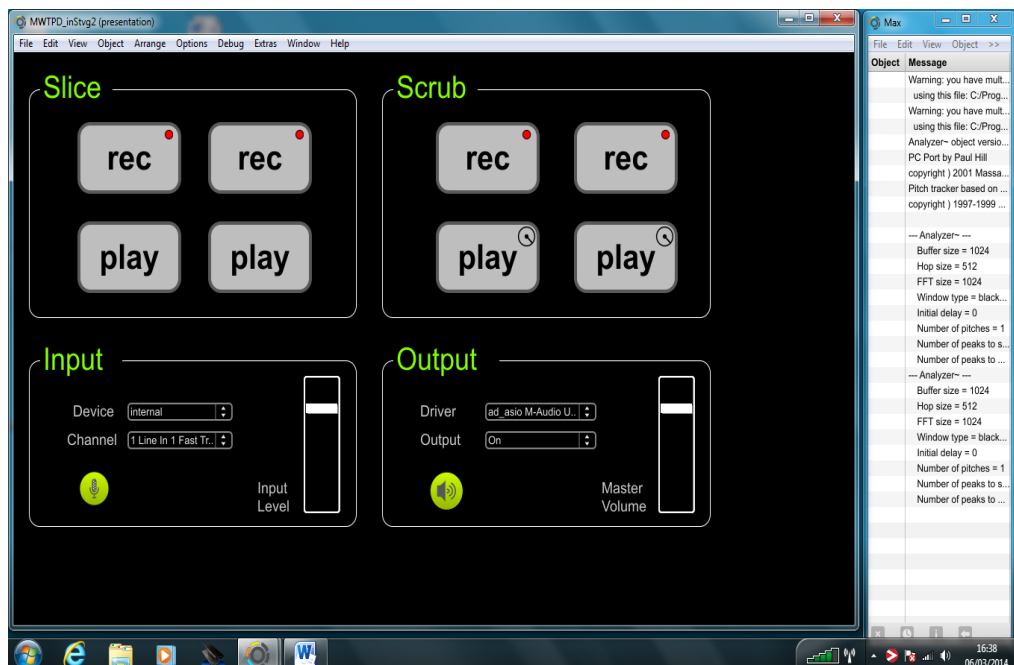 MWTPD_inStvg2 (presentation)
File Edit View Object Arrange Options Debug Extras Window Help
Slice
rec rec
play play
Scrub
rec rec
play play
Input
Device internal
Channel 1 Line In 1 Fast Tr..
Input
Level
Output
Driver ad_asio M-Audio U..
Output On
Master
Volume
Max
File Edit View Object >>
Object Message
Warning: you have mult...
using this file: C:/Prog...
Warning: you have mult...
using this file: C:/Prog...
Analyzer~ object versio...
PC Port by Paul Hill
copyright ) 2001 Massa...
Pitch tracker based on ...
copyright ) 1997-1999 ...
--- Analyzer~ ---
Buffer size = 1024
Hop size = 512
FFT size = 1024
Window type = black...
Initial delay = 0
Number of pitches = 1
Number of peaks to s...
Number of peaks to ...
--- Analyzer~ ---
Buffer size = 1024
Hop size = 512
FFT size = 1024
Window type = black...
Initial delay = 0
Number of pitches = 1
Number of peaks to s...
Number of peaks to ...
16:38
06/03/2014